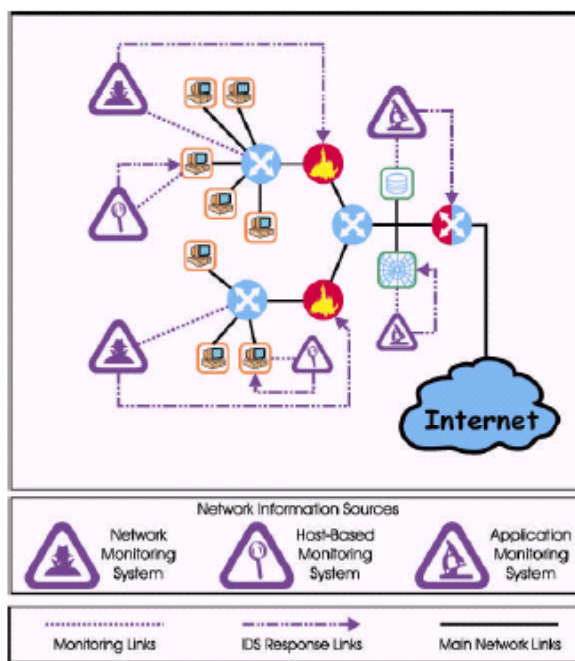 Internet
Network Information Sources
Network
Monitoring
System
Host-Based
Monitoring
System
Application
Monitoring
System
Monitoring Links
IDS Response Links
Main Network Links